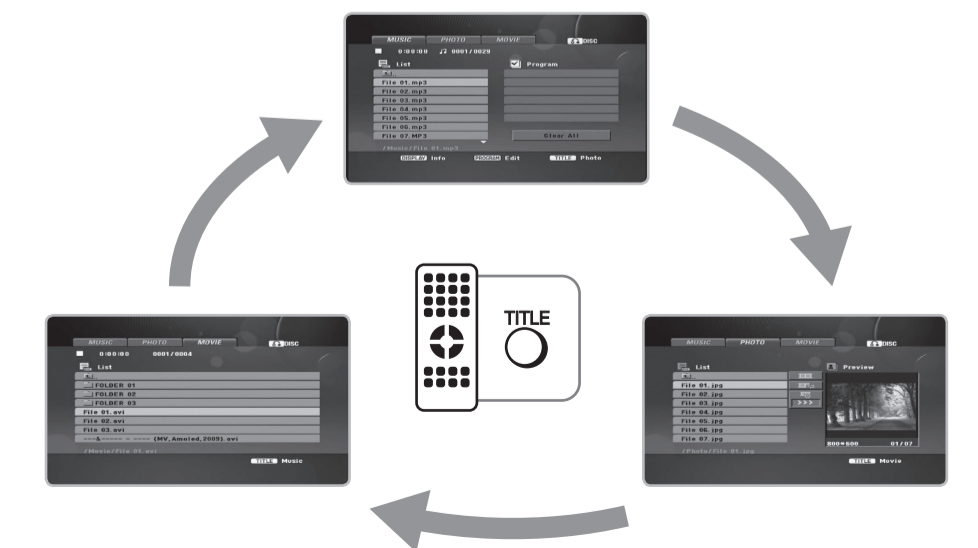 MUSIC PHOTO MOVIE DISC
0:00:00 0001/0029
List Program
File 01.mp3
File 02.mp3
File 03.mp3
File 04.mp3
File 05.mp3
File 06.mp3
File 07.MP3 Clear All
/Music/File 01.mp3
DISPLAY Info PROGRAM Edit TITLE Photo
TITLE
MUSIC PHOTO MOVIE DISC
0:00:00 0001/0004
List
FOLDER 01
FOLDER 02
FOLDER 03
File 01.avi
File 02.avi
File 03.avi
---&----- - ---- (MV, Amoled, 2009).avi
/Movie/File 01.avi
TITLE Music
MUSIC PHOTO MOVIE DISC
List Preview
File 01.jpg
File 02.jpg
File 03.jpg
File 04.jpg
File 05.jpg
File 06.jpg
File 07.jpg
800*600 01/07
/Photo/File 01.jpg
TITLE Movie